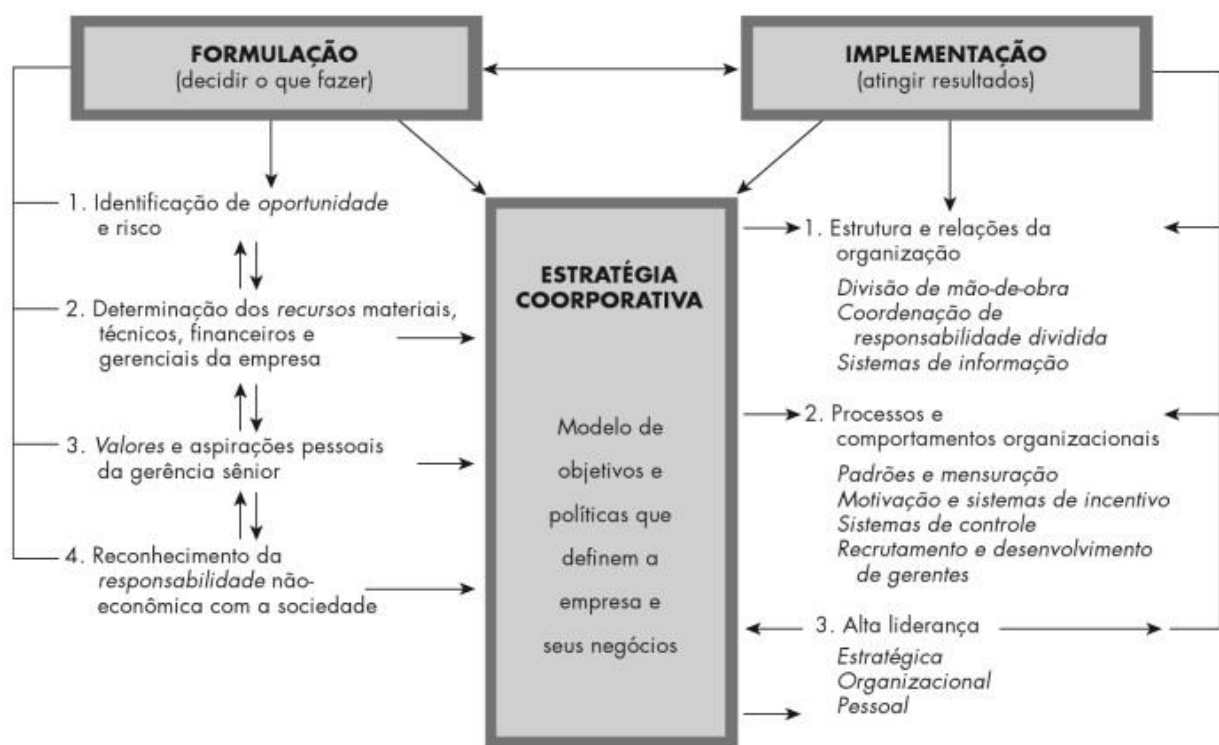 FORMULAÇÃO
(decidir o que fazer)
IMPLEMENTAÇÃO
(atingir resultados)
1. Identificação de oportunidade
e risco
2. Determinação dos recursos materiais,
técnicos, financeiros e
gerenciais da empresa
3. Valores e aspirações pessoais
da gerência sênior
4. Reconhecimento da
responsabilidade não-
econômica com a sociedade
ESTRATÉGIA
COORPORATIVA
Modelo de
objetivos e
políticas que
definem a
empresa e
seus negócios
1. Estrutura e relações da
organização
Divisão de mão-de-obra
Coordenação de
responsabilidade dividida
Sistemas de informação
2. Processos e
comportamentos organizacionais
Padrões e mensuração
Motivação e sistemas de incentivo
Sistemas de controle
Recrutamento e desenvolvimento
de gerentes
3. Alta liderança
Estratégica
Organizacional
Pessoal